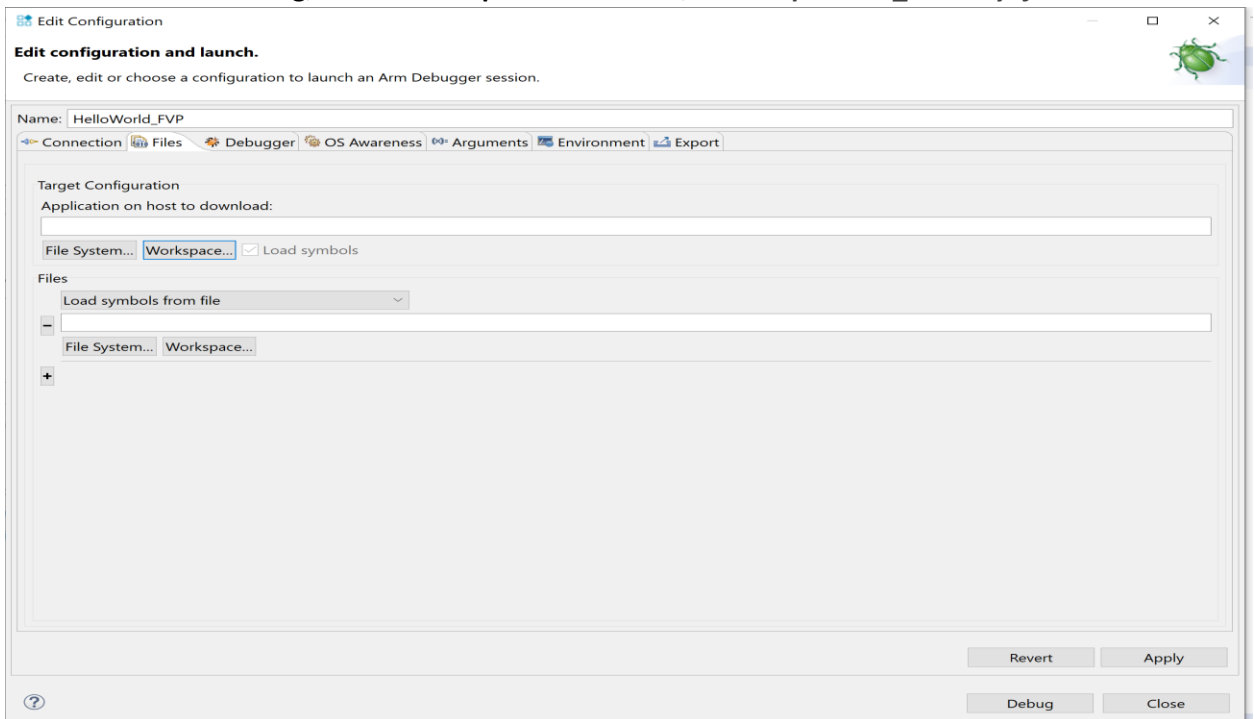 Edit Configuration
Edit configuration and launch.
Create, edit or choose a configuration to launch an Arm Debugger session.
Name: HelloWorld_FVP
Connection Files Debugger OS Awareness Arguments Environment Export
Target Configuration
Application on host to download:
File System... Workspace... Load symbols
Files
Load symbols from file
File System... Workspace...
Revert Apply
Debug Close